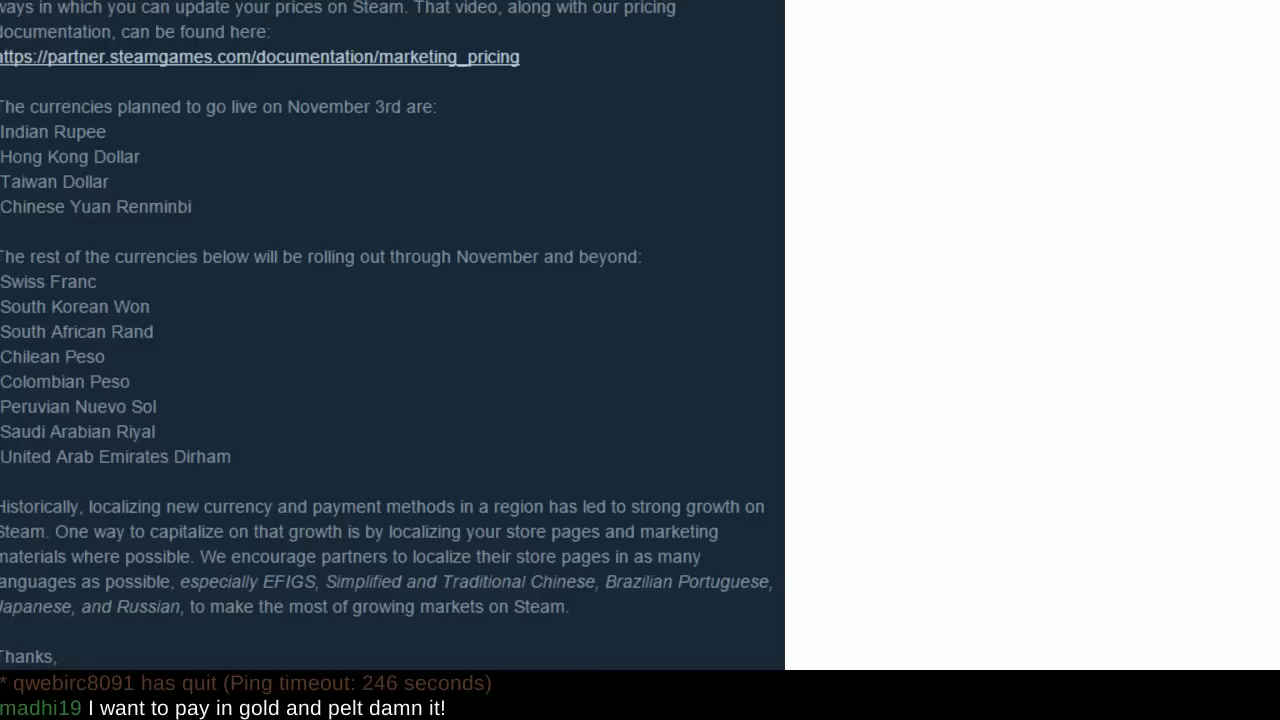 ways in which you can update your prices on Steam. That video, along with our pricing
documentation, can be found here:
https://partner.steamgames.com/documentation/marketing_pricing
The currencies planned to go live on November 3rd are:
Indian Rupee
Hong Kong Dollar
Taiwan Dollar
Chinese Yuan Renminbi
The rest of the currencies below will be rolling out through November and beyond:
Swiss Franc
South Korean Won
South African Rand
Chilean Peso
Colombian Peso
Peruvian Nuevo Sol
Saudi Arabian Riyal
United Arab Emirates Dirham
Historically, localizing new currency and payment methods in a region has led to strong growth on
Steam. One way to capitalize on that growth is by localizing your store pages and marketing
materials where possible. We encourage partners to localize their store pages in as many
languages as possible, especially EFIGS, Simplified and Traditional Chinese, Brazilian Portuguese,
Japanese, and Russian, to make the most of growing markets on Steam.
Thanks,
* qwebirc8091 has quit (Ping timeout: 246 seconds)
madhi19 I want to pay in gold and pelt damn it!